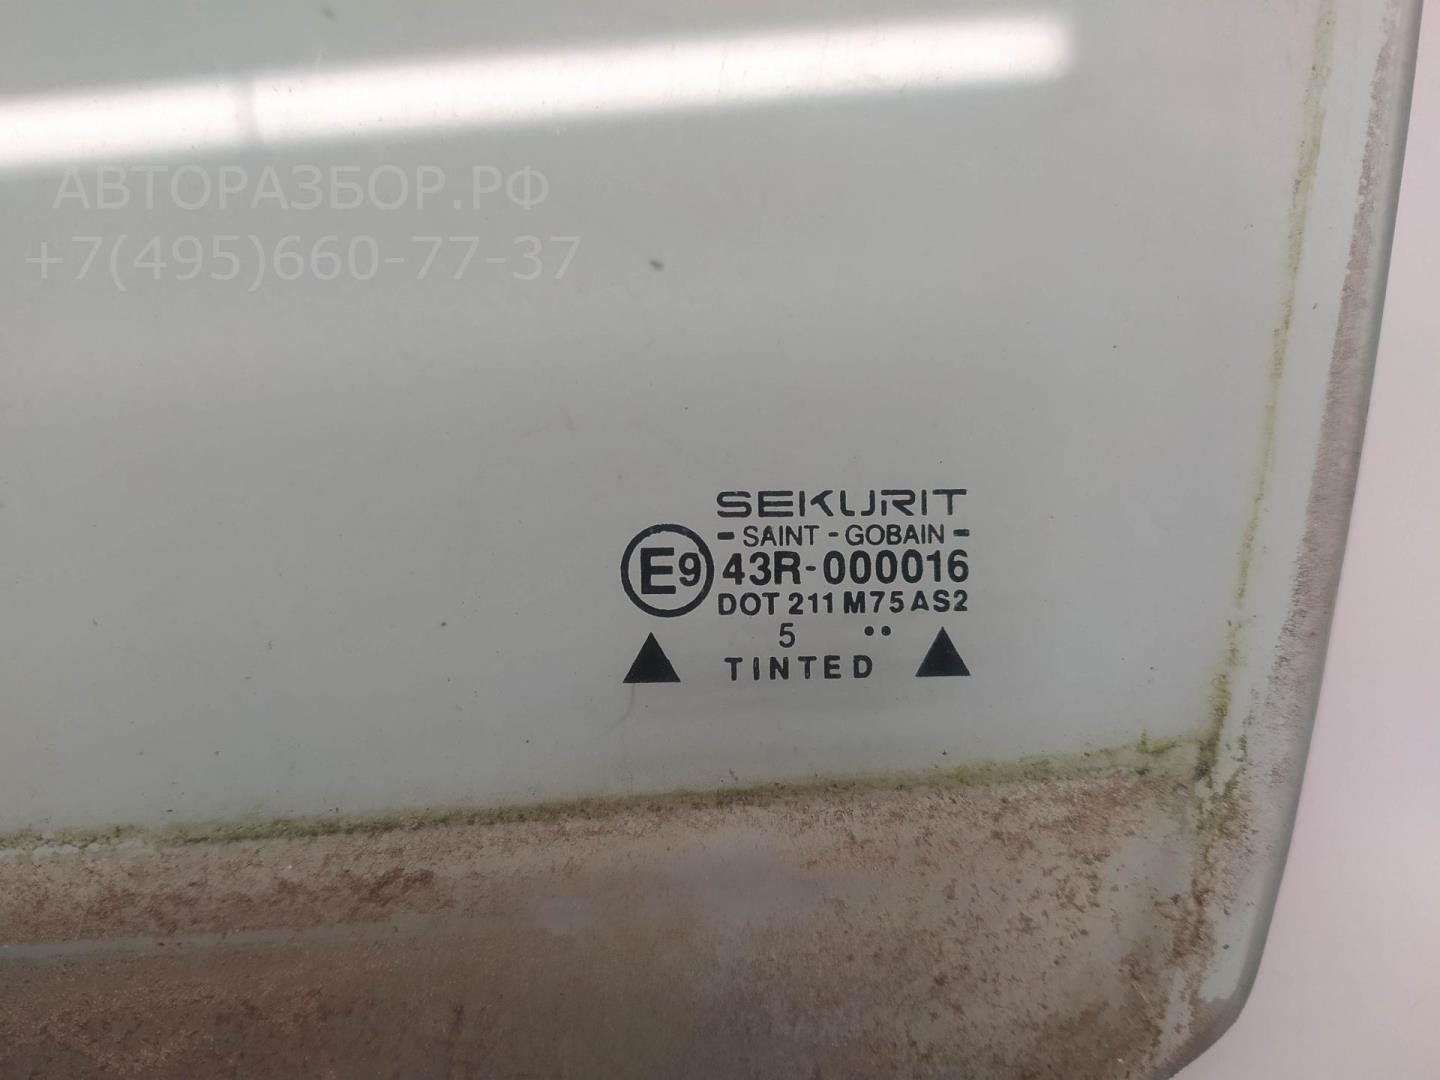 АВТОРАЗБОР.РФ
+7(495)660-77-37
SEKURIT
- SAINT - GOBAIN -
E9 43R-000016
DOT 211 M75 AS2
5 ••
TINTED